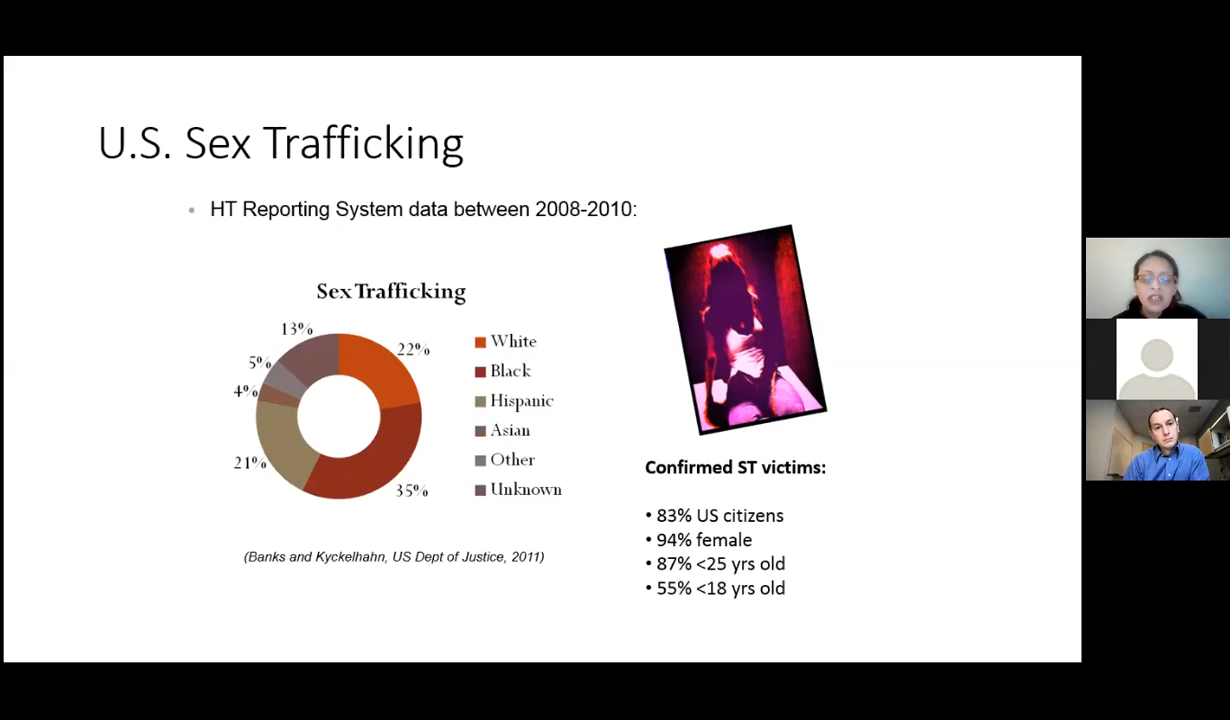 U.S. Sex Trafficking
• HT Reporting System data between 2008-2010:
Sex Trafficking
13%
22%
5%
4%
21%
35%
White
Black
Hispanic
Asian
Other
Unknown
(Banks and Kyckelhahn, US Dept of Justice, 2011)
Confirmed ST victims:
• 83% US citizens
• 94% female
• 87% <25 yrs old
• 55% <18 yrs old